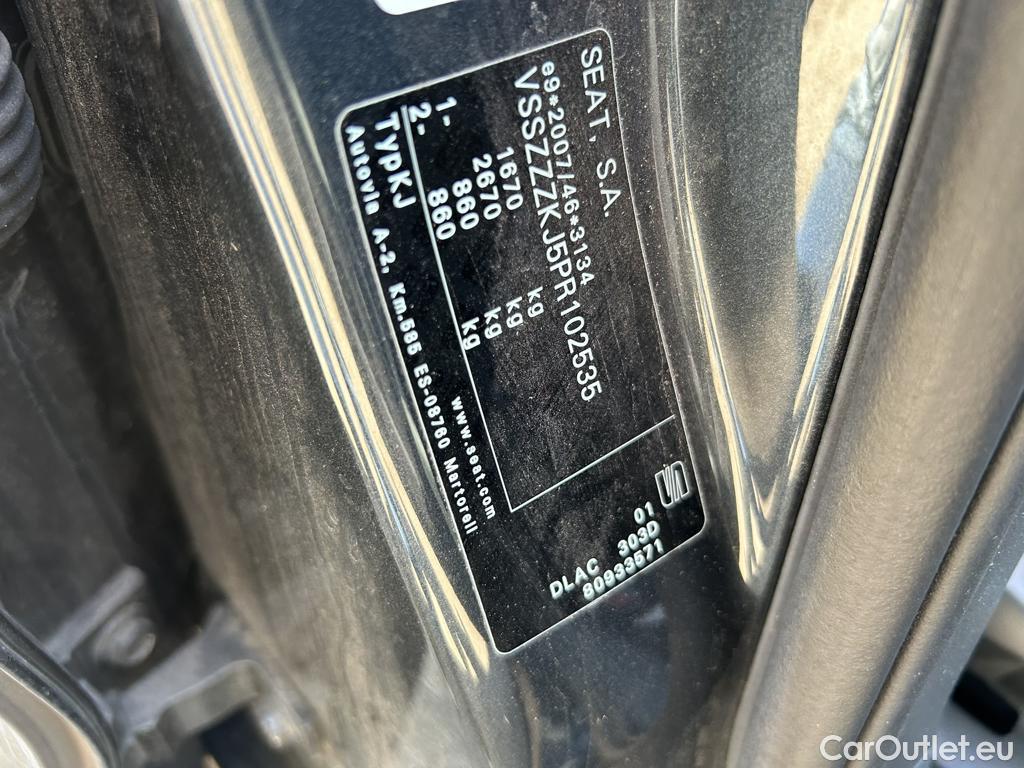 SEAT, S.A.
e9*2007/46*3134
VSSZZZKJ5PR102535
1670 kg
2670 kg
1- 860 kg
2- 860 kg
TypKJ
www.seat.com
Autovia A-2, Km.585 ES-08760 Martorell
01
303D
DLAC 80933571
CarOutlet.eu